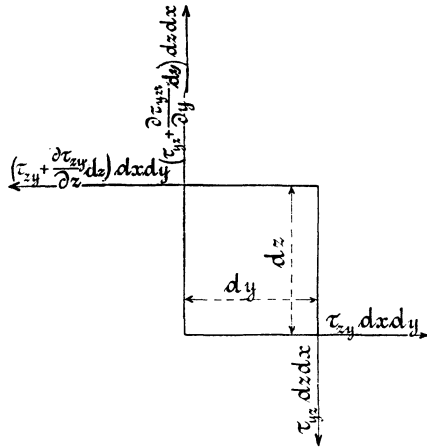 (τ_yz + ∂τ_yz/∂y dy) dz dx
(τ_zy + ∂τ_zy/∂z dz) dx dy
dz
dy
τ_zy dx dy
τ_yz dz dx